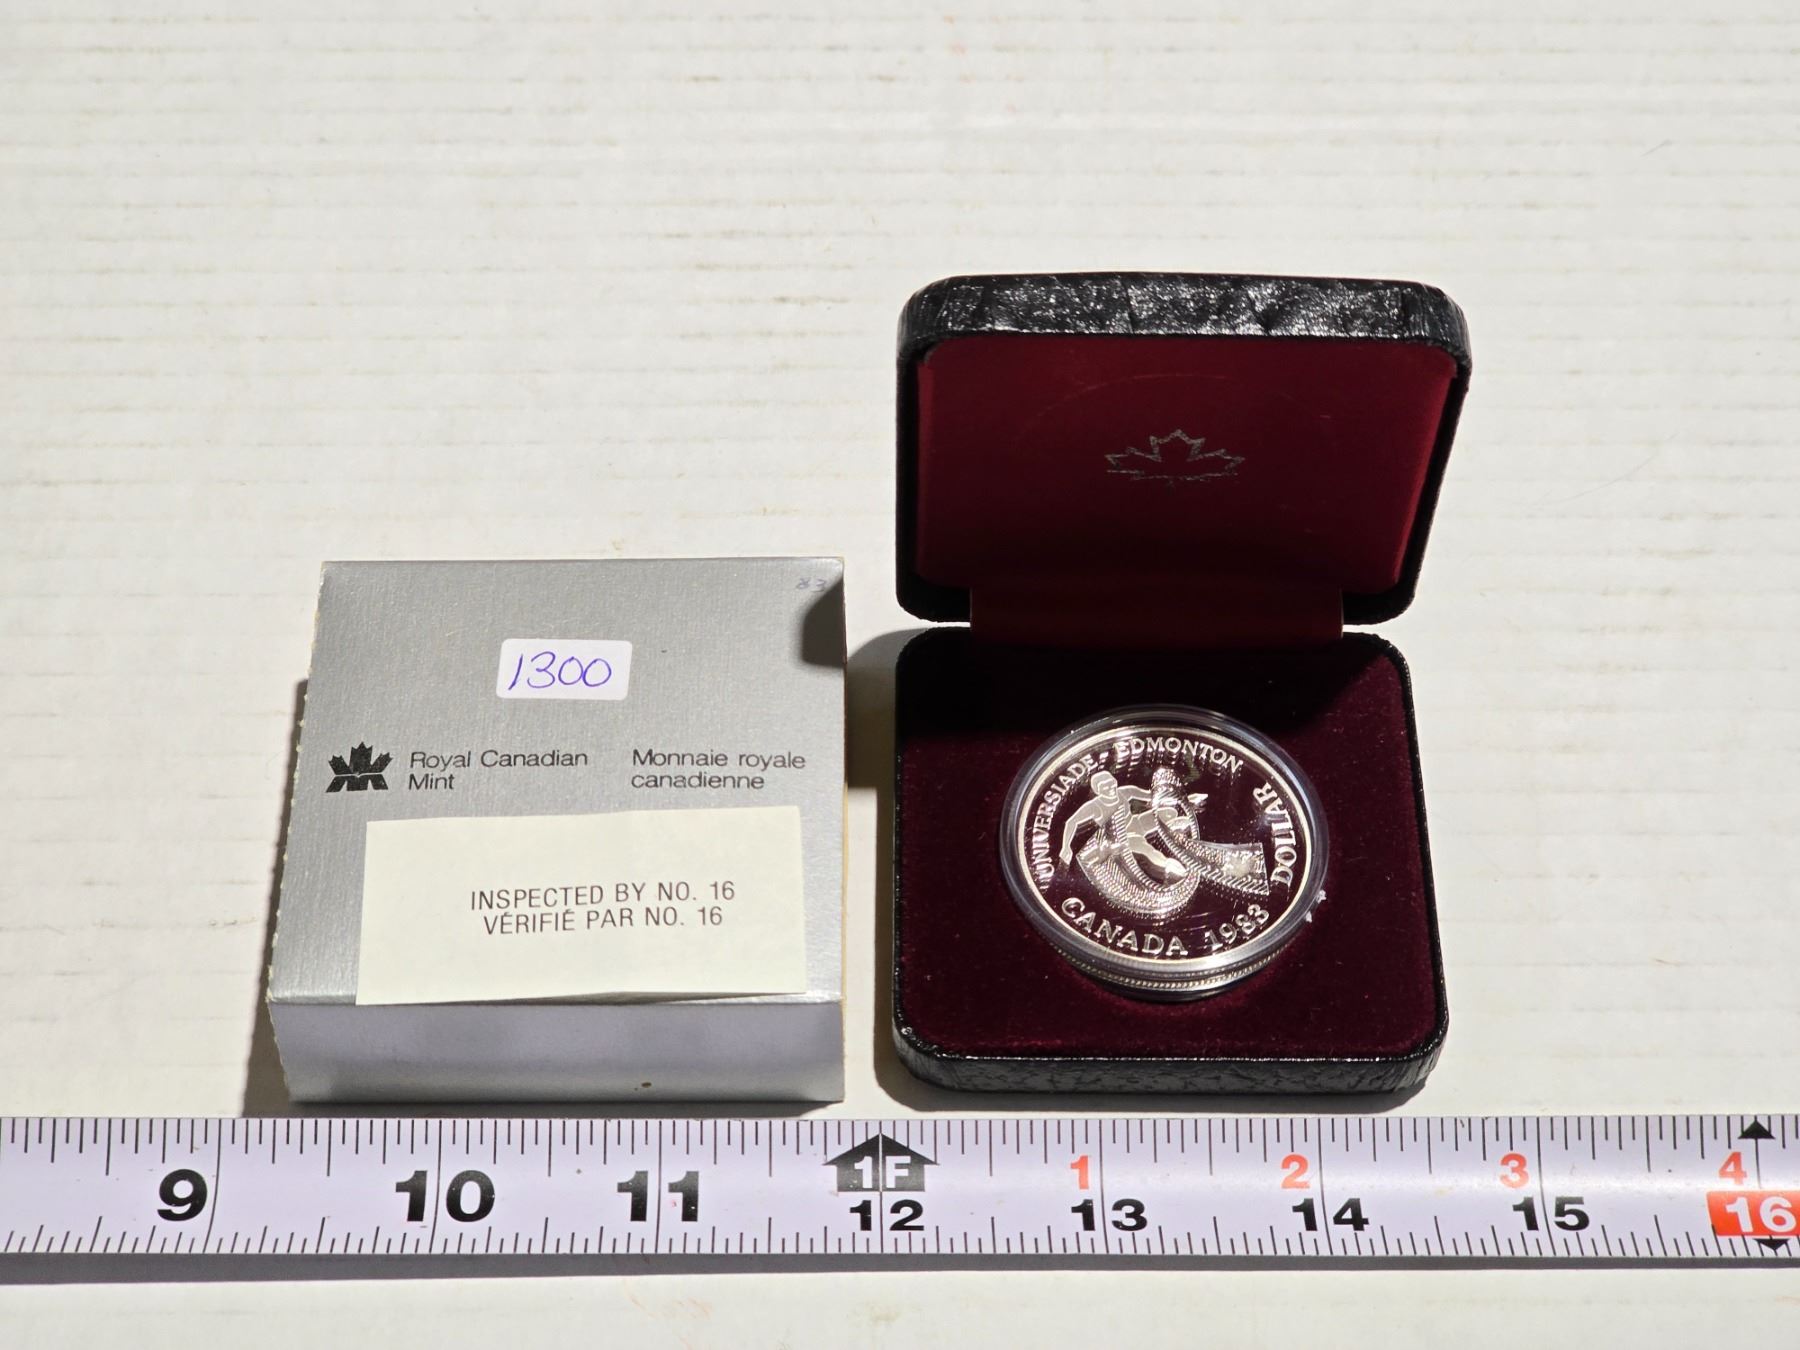 83
1300
Royal Canadian
Mint
Monnaie royale
canadienne
INSPECTED BY NO. 16
VÉRIFIÉ PAR NO. 16
UNIVERSIADE - EDMONTON
DOLLAR
CANADA 1983
1F 1 2 3 4
9 10 11 12 13 14 15 16